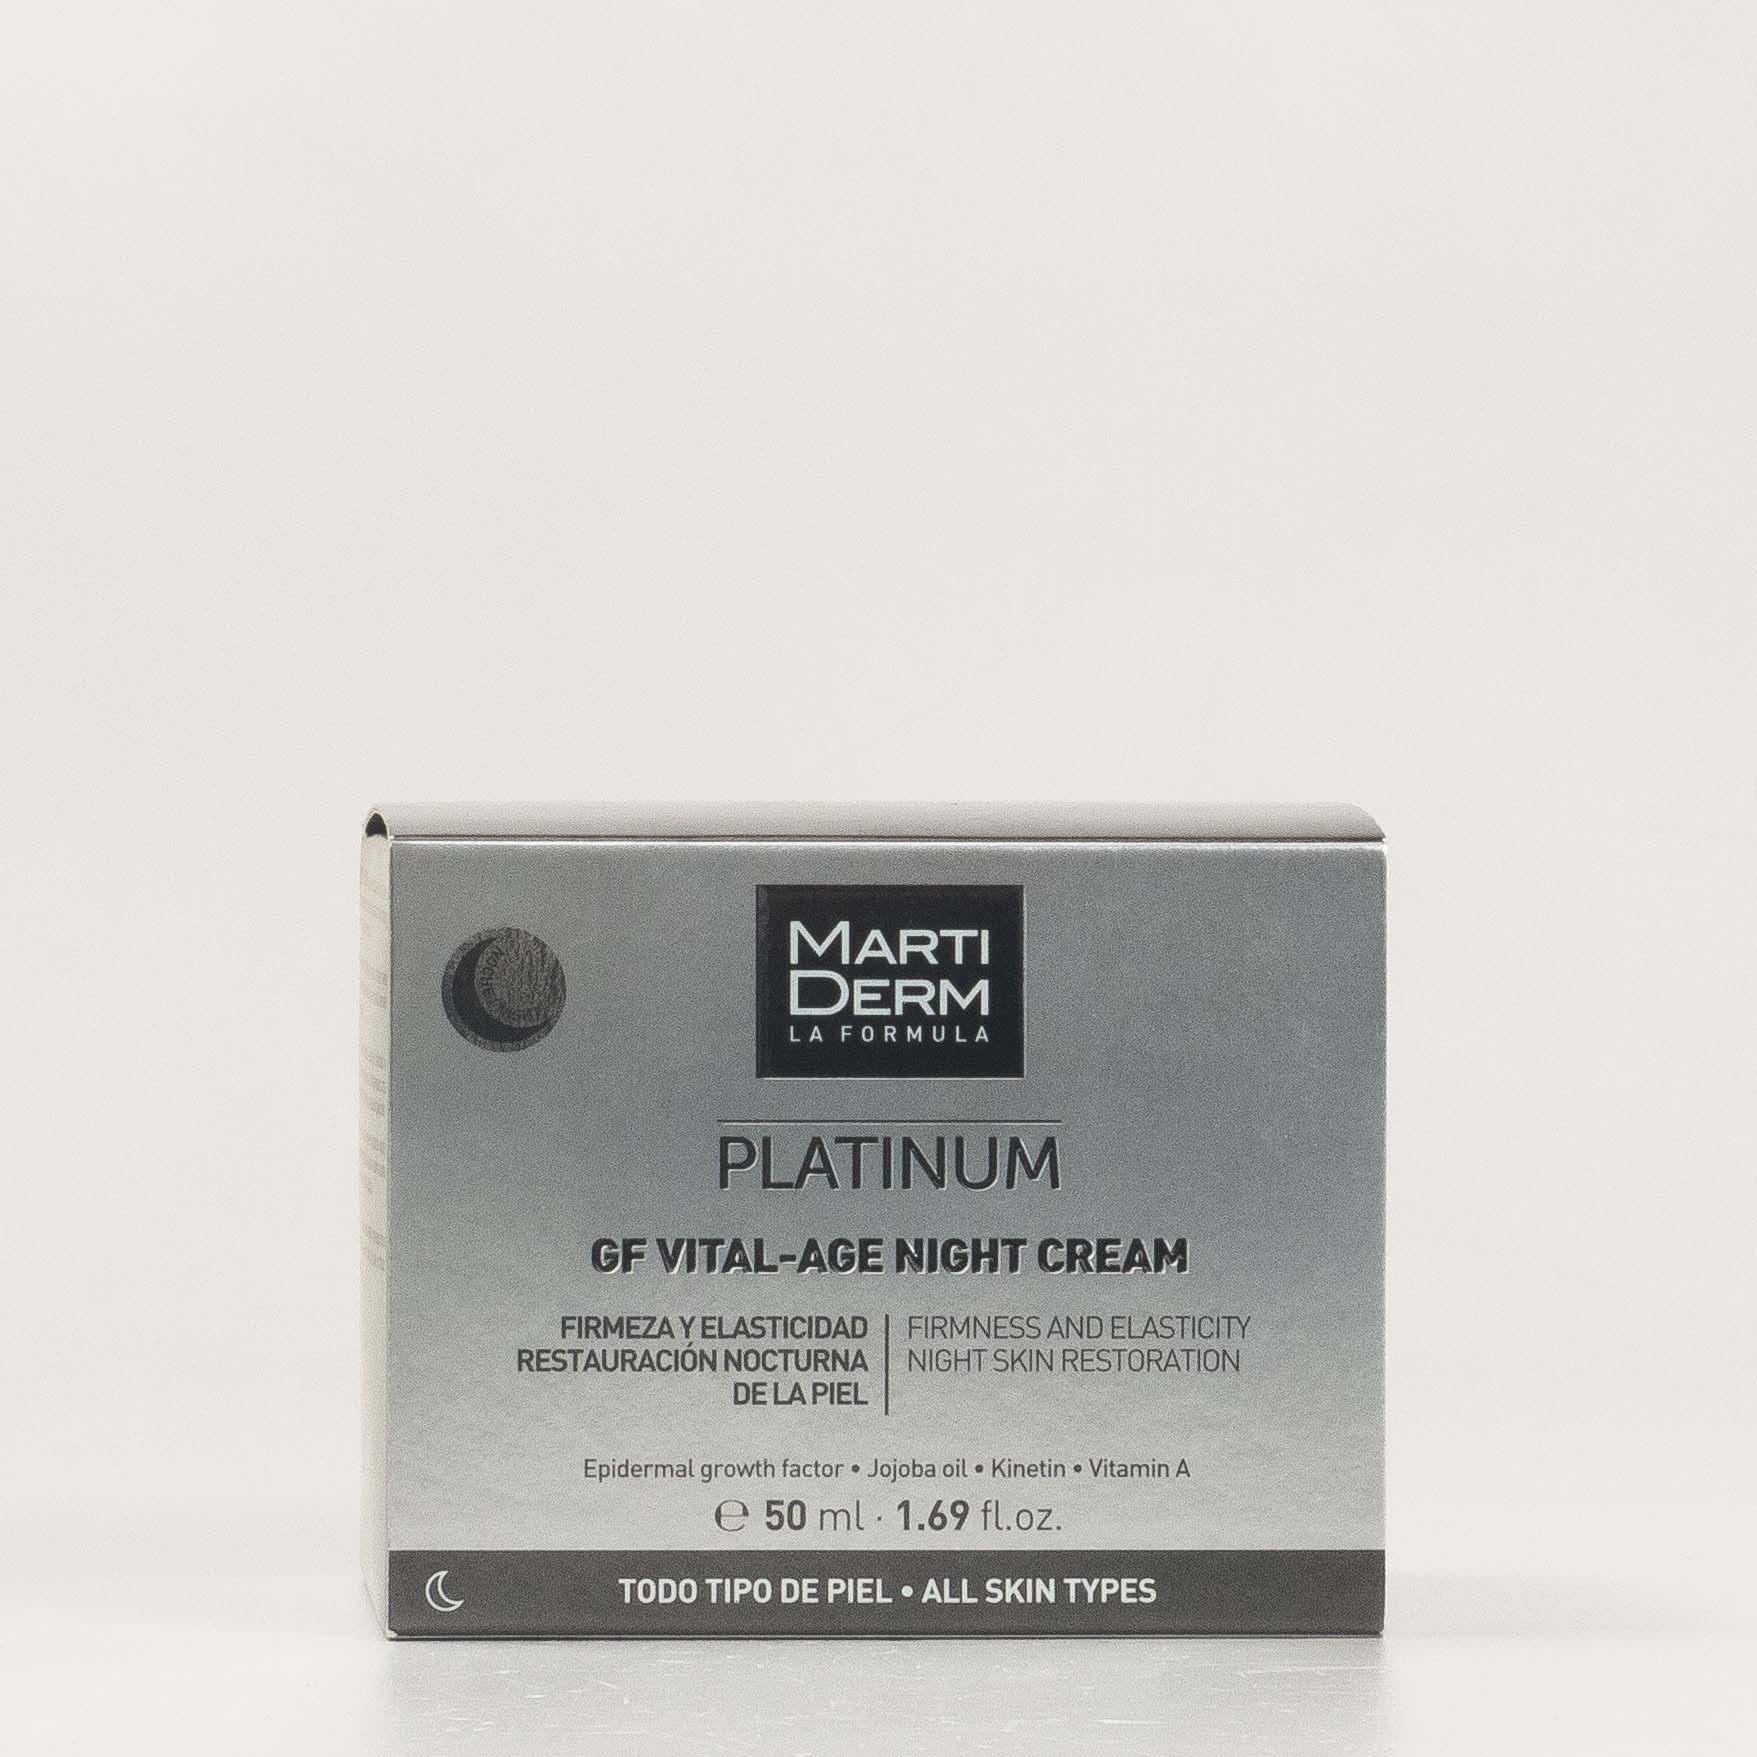 MARTI
DERM
LA FORMULA
PLATINUM
GF VITAL-AGE NIGHT CREAM
FIRMEZA Y ELASTICIDAD
RESTAURACIÓN NOCTURNA
DE LA PIEL
FIRMNESS AND ELASTICITY
NIGHT SKIN RESTORATION
Epidermal growth factor • Jojoba oil • Kinetin • Vitamin A
℮ 50 ml · 1.69 fl.oz.
TODO TIPO DE PIEL • ALL SKIN TYPES